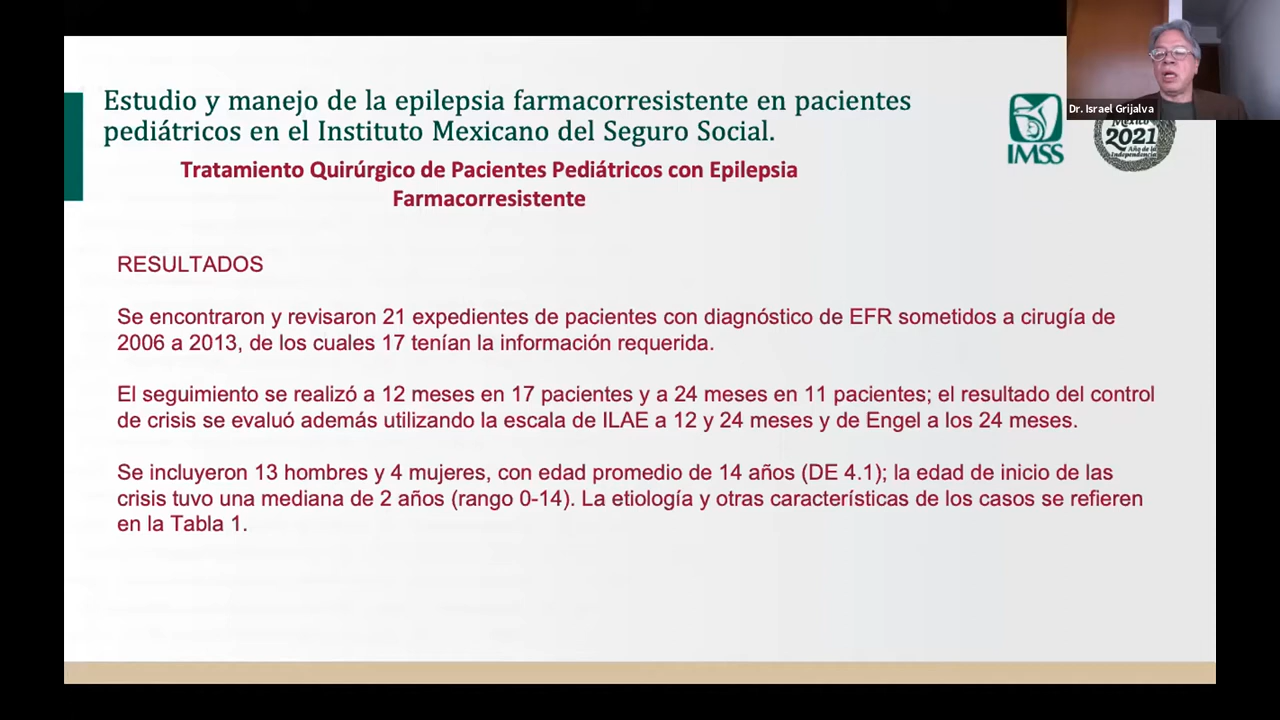 Estudio y manejo de la epilepsia farmacorresistente en pacientes
pediátricos en el Instituto Mexicano del Seguro Social.
Tratamiento Quirúrgico de Pacientes Pediátricos con Epilepsia
Farmacorresistente
IMSS
México
2021
Año de la
Independencia
Dr. Israel Grijalva
RESULTADOS
Se encontraron y revisaron 21 expedientes de pacientes con diagnóstico de EFR sometidos a cirugía de
2006 a 2013, de los cuales 17 tenían la información requerida.
El seguimiento se realizó a 12 meses en 17 pacientes y a 24 meses en 11 pacientes; el resultado del control
de crisis se evaluó además utilizando la escala de ILAE a 12 y 24 meses y de Engel a los 24 meses.
Se incluyeron 13 hombres y 4 mujeres, con edad promedio de 14 años (DE 4.1); la edad de inicio de las
crisis tuvo una mediana de 2 años (rango 0-14). La etiología y otras características de los casos se refieren
en la Tabla 1.